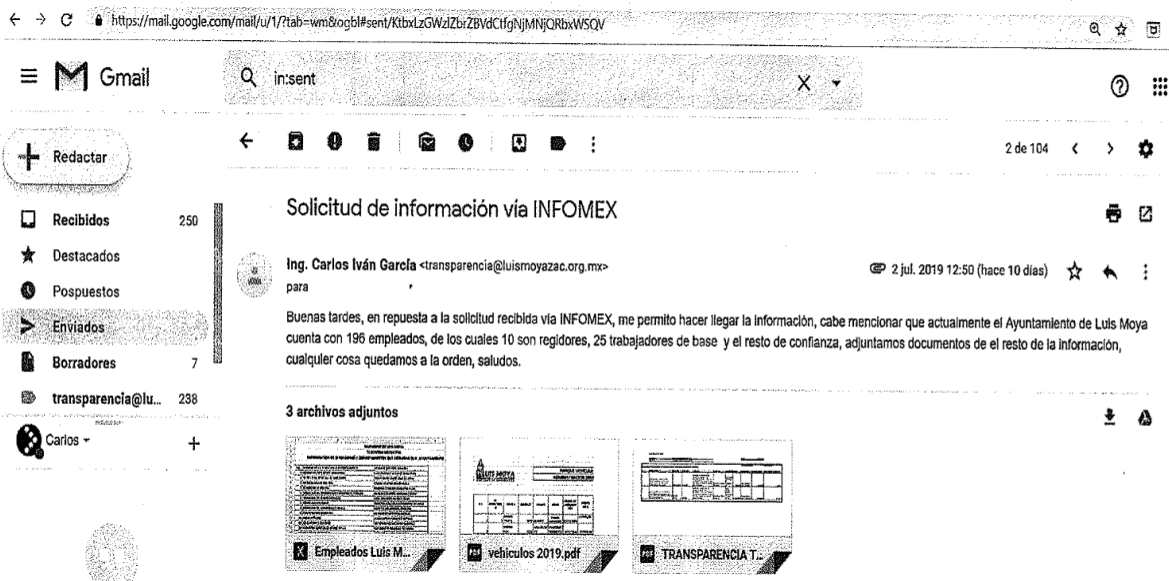 https://mail.google.com/mail/u/1/?tab=wm&ogbl#sent/KtbxLzGWzlZbrZBVdCtfgNjMNjQRbxWSQV
Gmail
in:sent
Redactar
2 de 104
Recibidos 250
Destacados
Pospuestos
Enviados
Borradores 7
transparencia@lu... 238
Carlos
Solicitud de información vía INFOMEX
Ing. Carlos Iván García <transparencia@luismoyazac.org.mx>
2 jul. 2019 12:50 (hace 10 días)
para
Buenas tardes, en repuesta a la solicitud recibida vía INFOMEX, me permito hacer llegar la información, cabe mencionar que actualmente el Ayuntamiento de Luis Moya
cuenta con 196 empleados, de los cuales 10 son regidores, 25 trabajadores de base y el resto de confianza, adjuntamos documentos de el resto de la información,
cualquier cosa quedamos a la orden, saludos.
3 archivos adjuntos
LUIS MOYA
X Empleados Luis M...
PDF vehiculos 2019.pdf
PDF TRANSPARENCIA T...